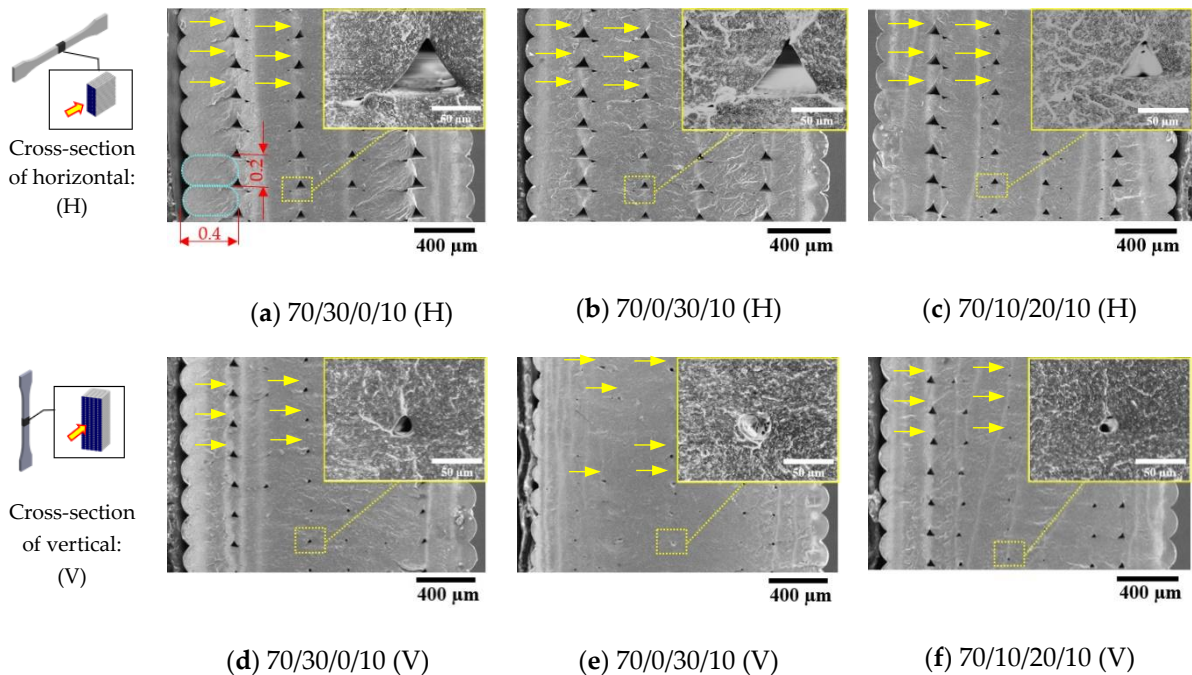 Cross-section
of horizontal:
(H)
0.2
0.4
50 µm
400 µm
(a) 70/30/0/10 (H)
50 µm
400 µm
(b) 70/0/30/10 (H)
50 µm
400 µm
(c) 70/10/20/10 (H)
Cross-section
of vertical:
(V)
50 µm
400 µm
(d) 70/30/0/10 (V)
50 µm
400 µm
(e) 70/0/30/10 (V)
50 µm
400 µm
(f) 70/10/20/10 (V)